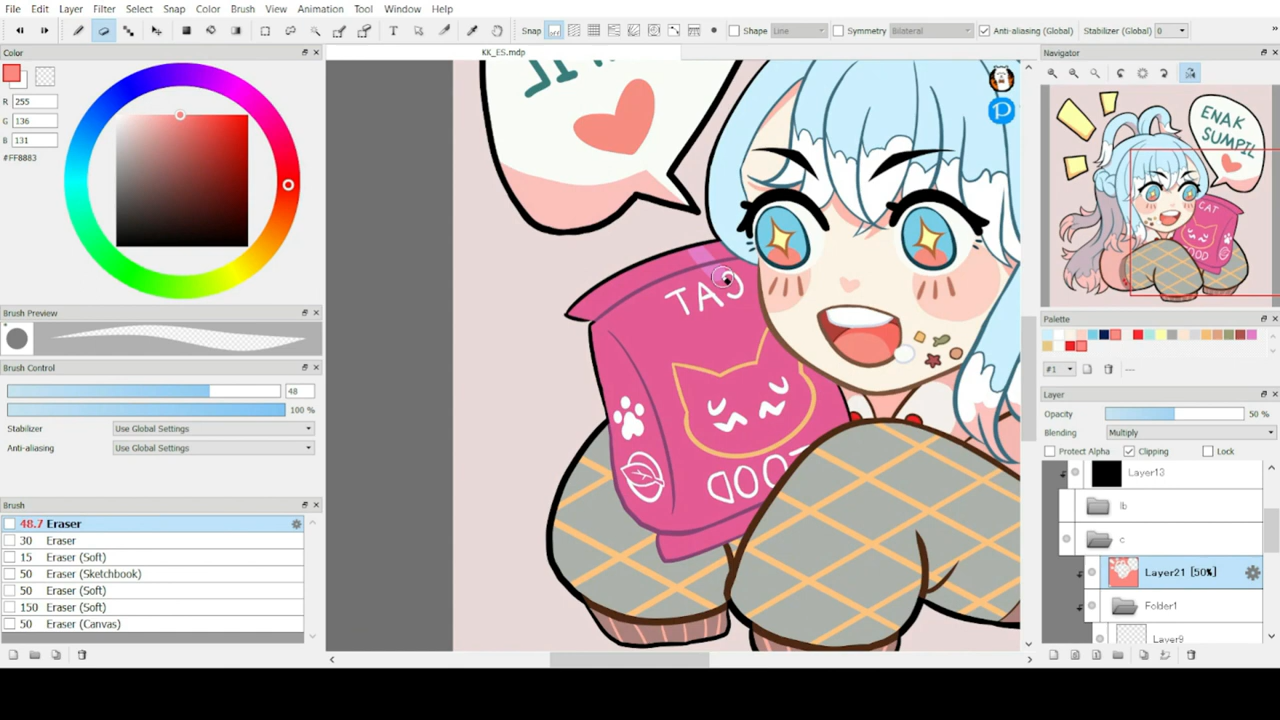 File Edit Layer Filter Select Snap Color Brush View Animation Tool Window Help
Snap Shape Line Symmetry Bilateral Anti-aliasing (Global) Stabilizer (Global) 0
Color
KK_ES.mdp
Navigator
R 255
G 136
B 131
#FF8883
ENAK
SUMPIL
CAT
FOOD
CAT
FOOD
Brush Preview
Brush Control
48
100 %
Stabilizer Use Global Settings
Anti-aliasing Use Global Settings
Brush
48.7 Eraser
30 Eraser
15 Eraser (Soft)
50 Eraser (Sketchbook)
50 Eraser (Soft)
150 Eraser (Soft)
50 Eraser (Canvas)
Palette
#1 ---
Layer
Opacity 50 %
Blending Multiply
Protect Alpha Clipping Lock
Layer13
lb
c
Layer21 [50%]
Folder1
Layer9